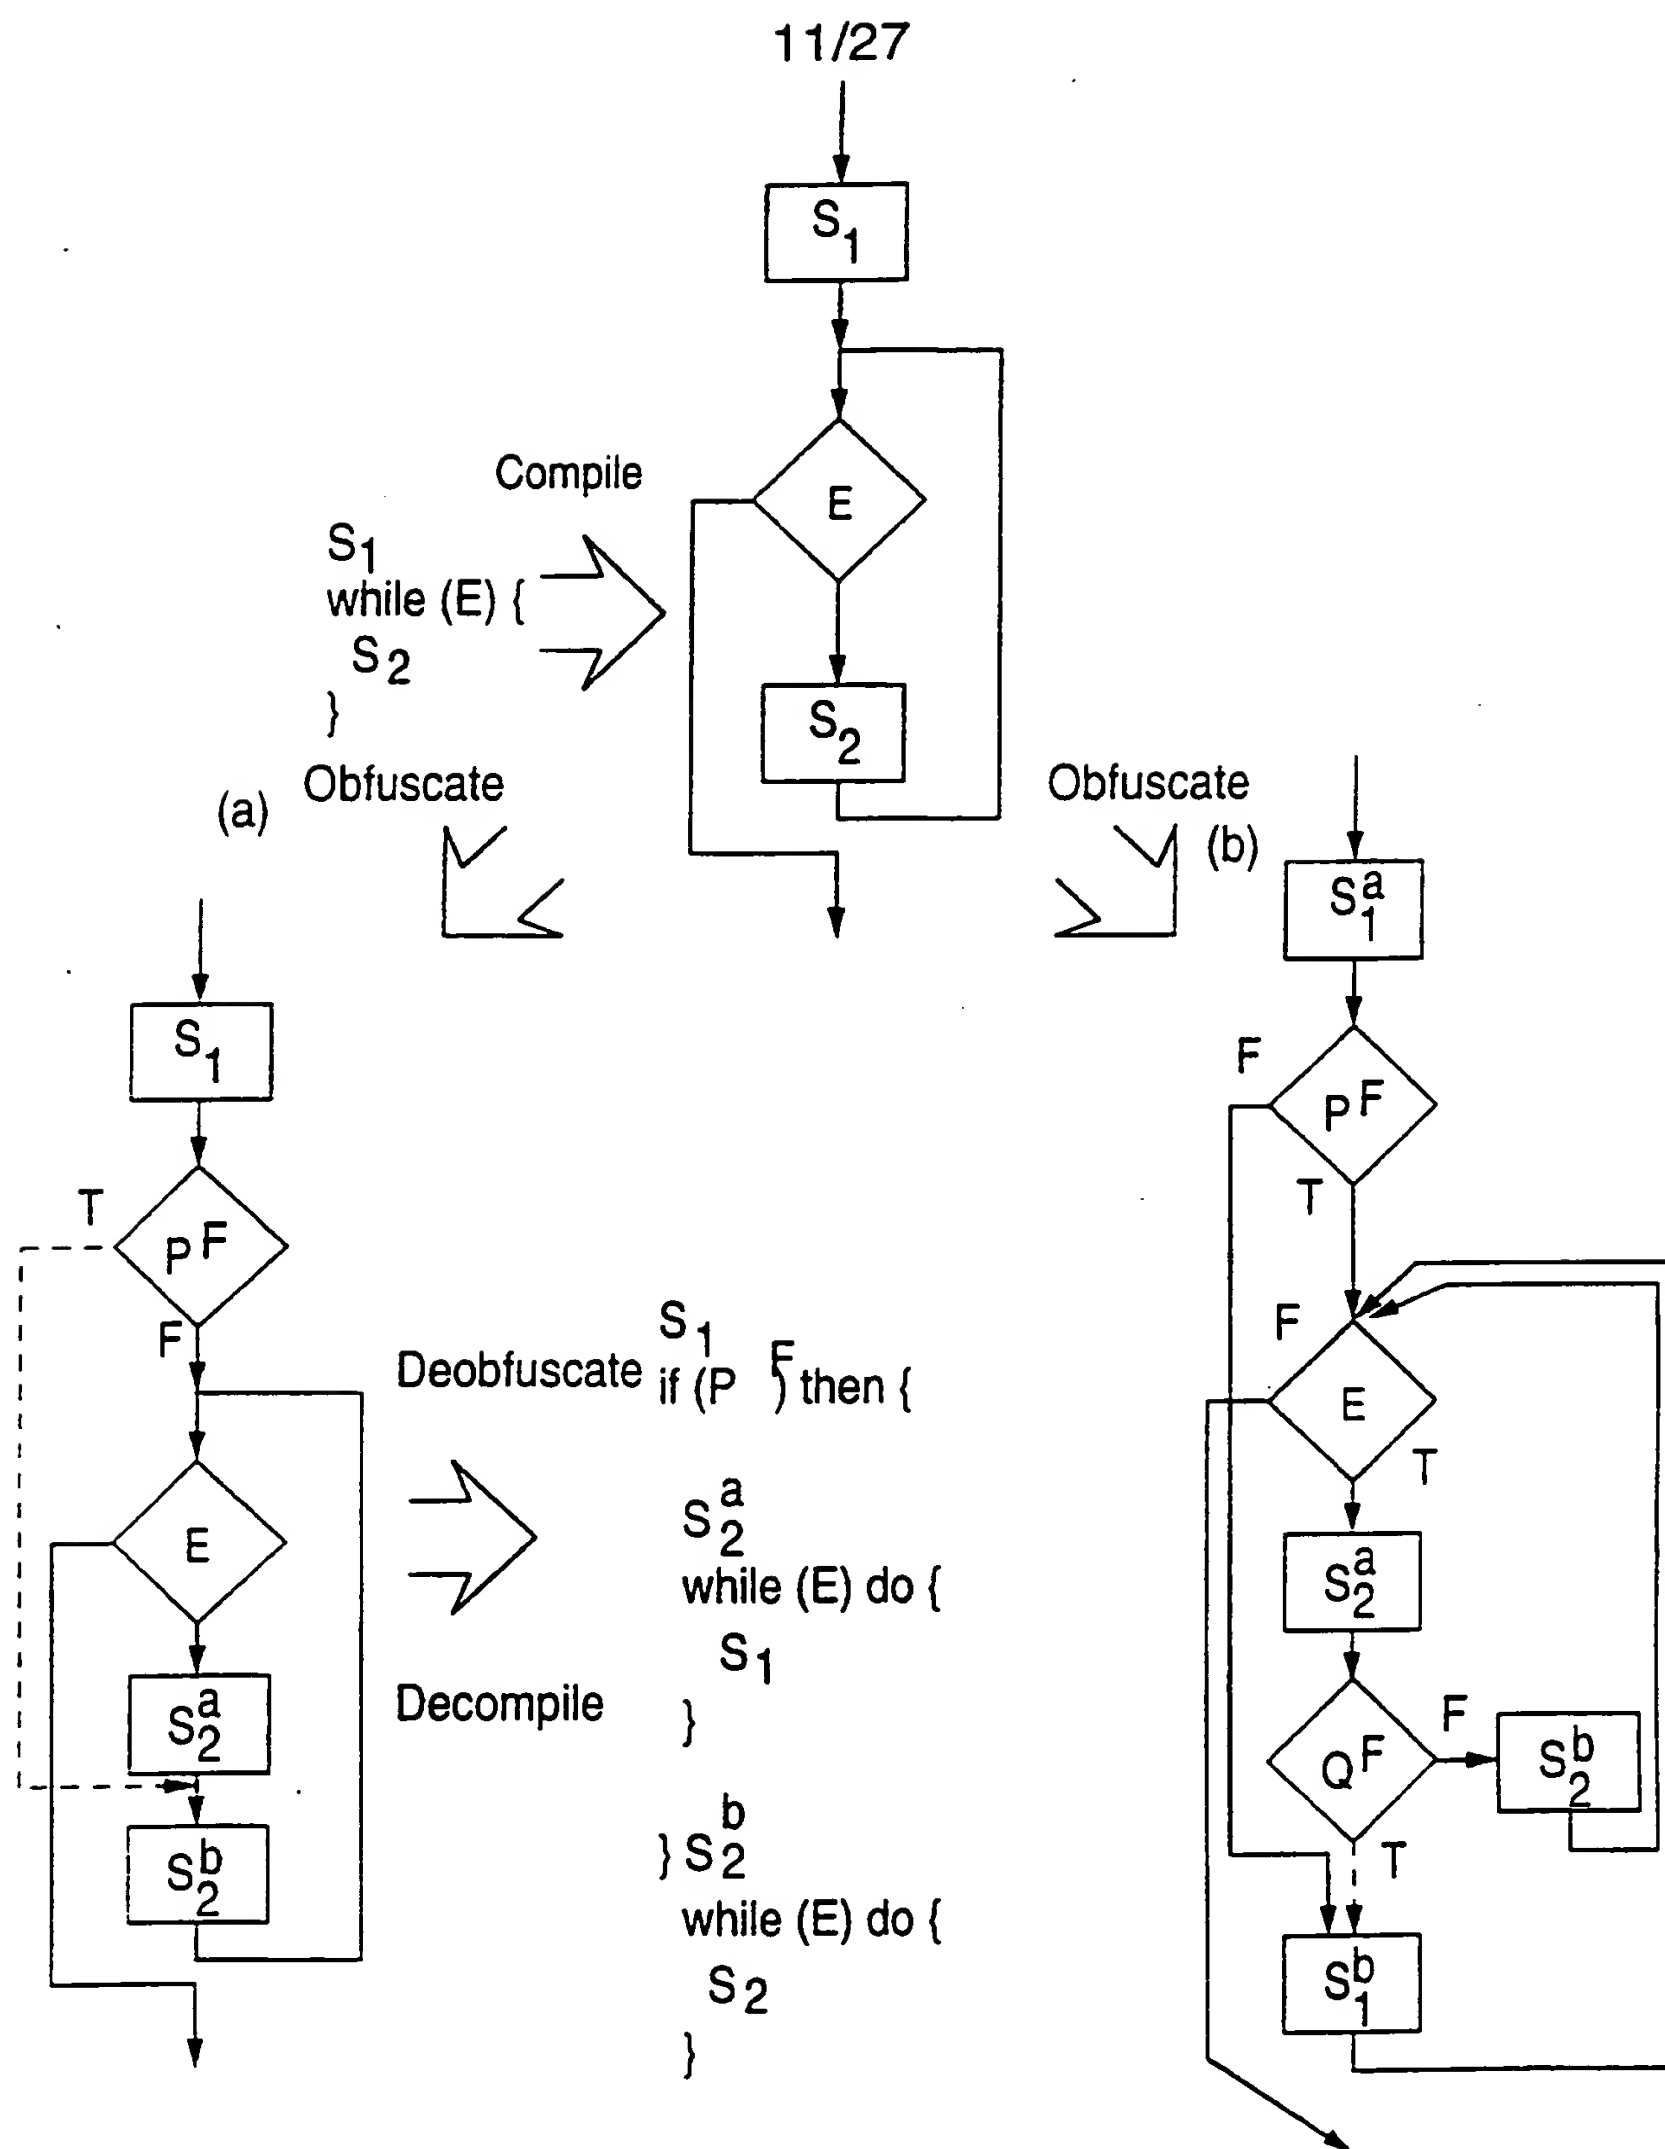 11/27
S1
E
S2
Compile
S1
while (E) {
S2
}
Obfuscate
(a)
S1
T
PF
F
E
S2a
S2b
Deobfuscate
Decompile
S1
if (PF) then {
S2a
while (E) do {
S1
}
} S2b
while (E) do {
S2
}
Obfuscate
(b)
S1a
F
PF
T
F
E
T
S2a
QF
F
S2b
T
S1b